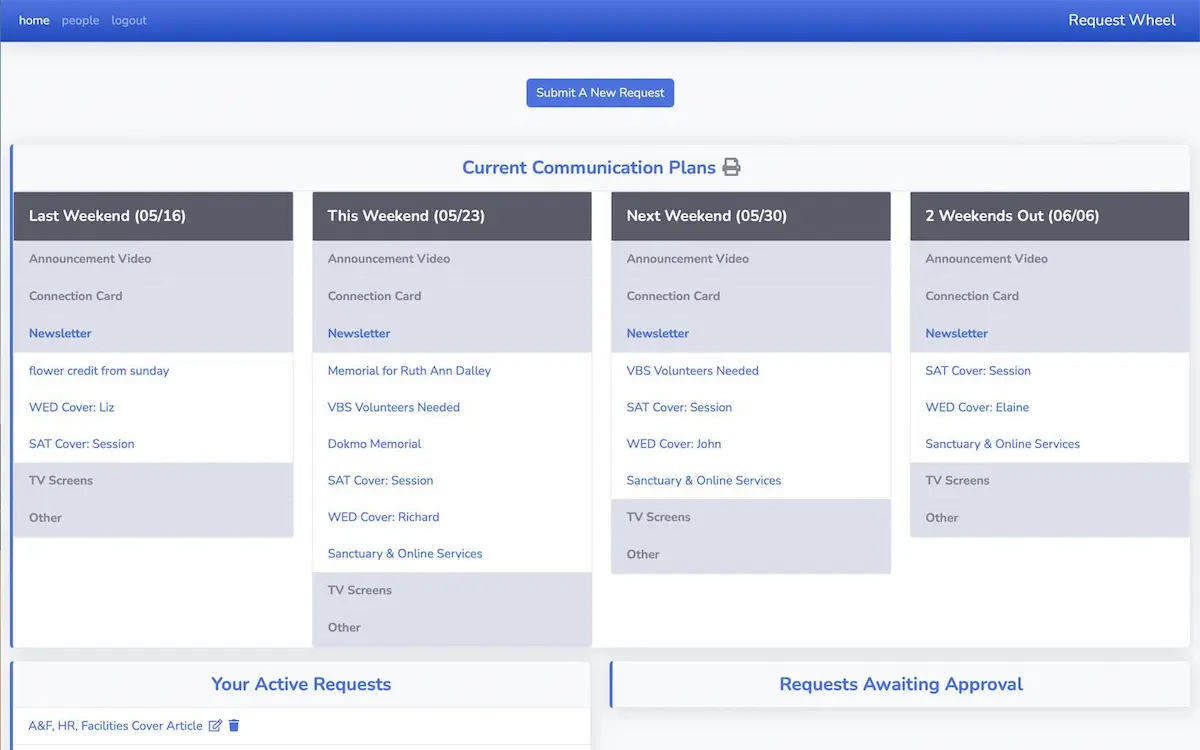 home people logout
Request Wheel
Submit A New Request
Current Communication Plans
Last Weekend (05/16)
Announcement Video
Connection Card
Newsletter
flower credit from sunday
WED Cover: Liz
SAT Cover: Session
TV Screens
Other
This Weekend (05/23)
Announcement Video
Connection Card
Newsletter
Memorial for Ruth Ann Dalley
VBS Volunteers Needed
Dokmo Memorial
SAT Cover: Session
WED Cover: Richard
Sanctuary & Online Services
TV Screens
Other
Next Weekend (05/30)
Announcement Video
Connection Card
Newsletter
VBS Volunteers Needed
SAT Cover: Session
WED Cover: John
Sanctuary & Online Services
TV Screens
Other
2 Weekends Out (06/06)
Announcement Video
Connection Card
Newsletter
SAT Cover: Session
WED Cover: Elaine
Sanctuary & Online Services
TV Screens
Other
Your Active Requests
A&F, HR, Facilities Cover Article
Requests Awaiting Approval